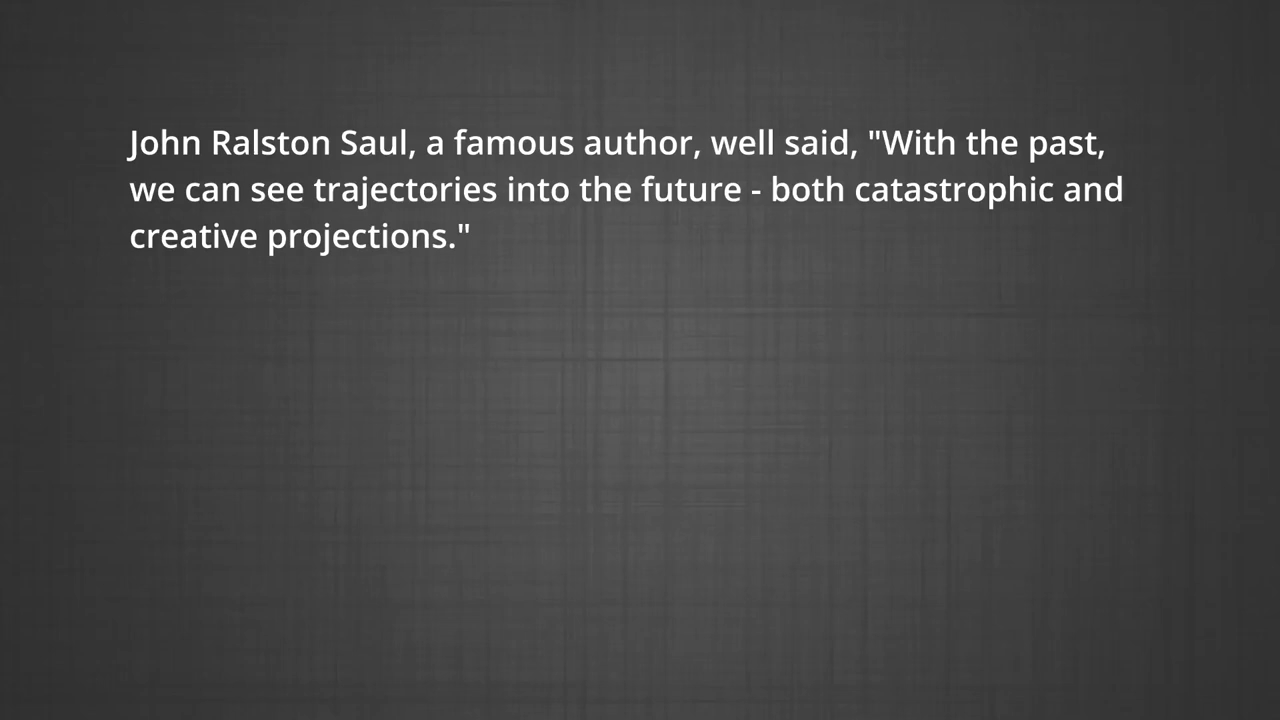 John Ralston Saul, a famous author, well said, "With the past,
we can see trajectories into the future - both catastrophic and
creative projections."